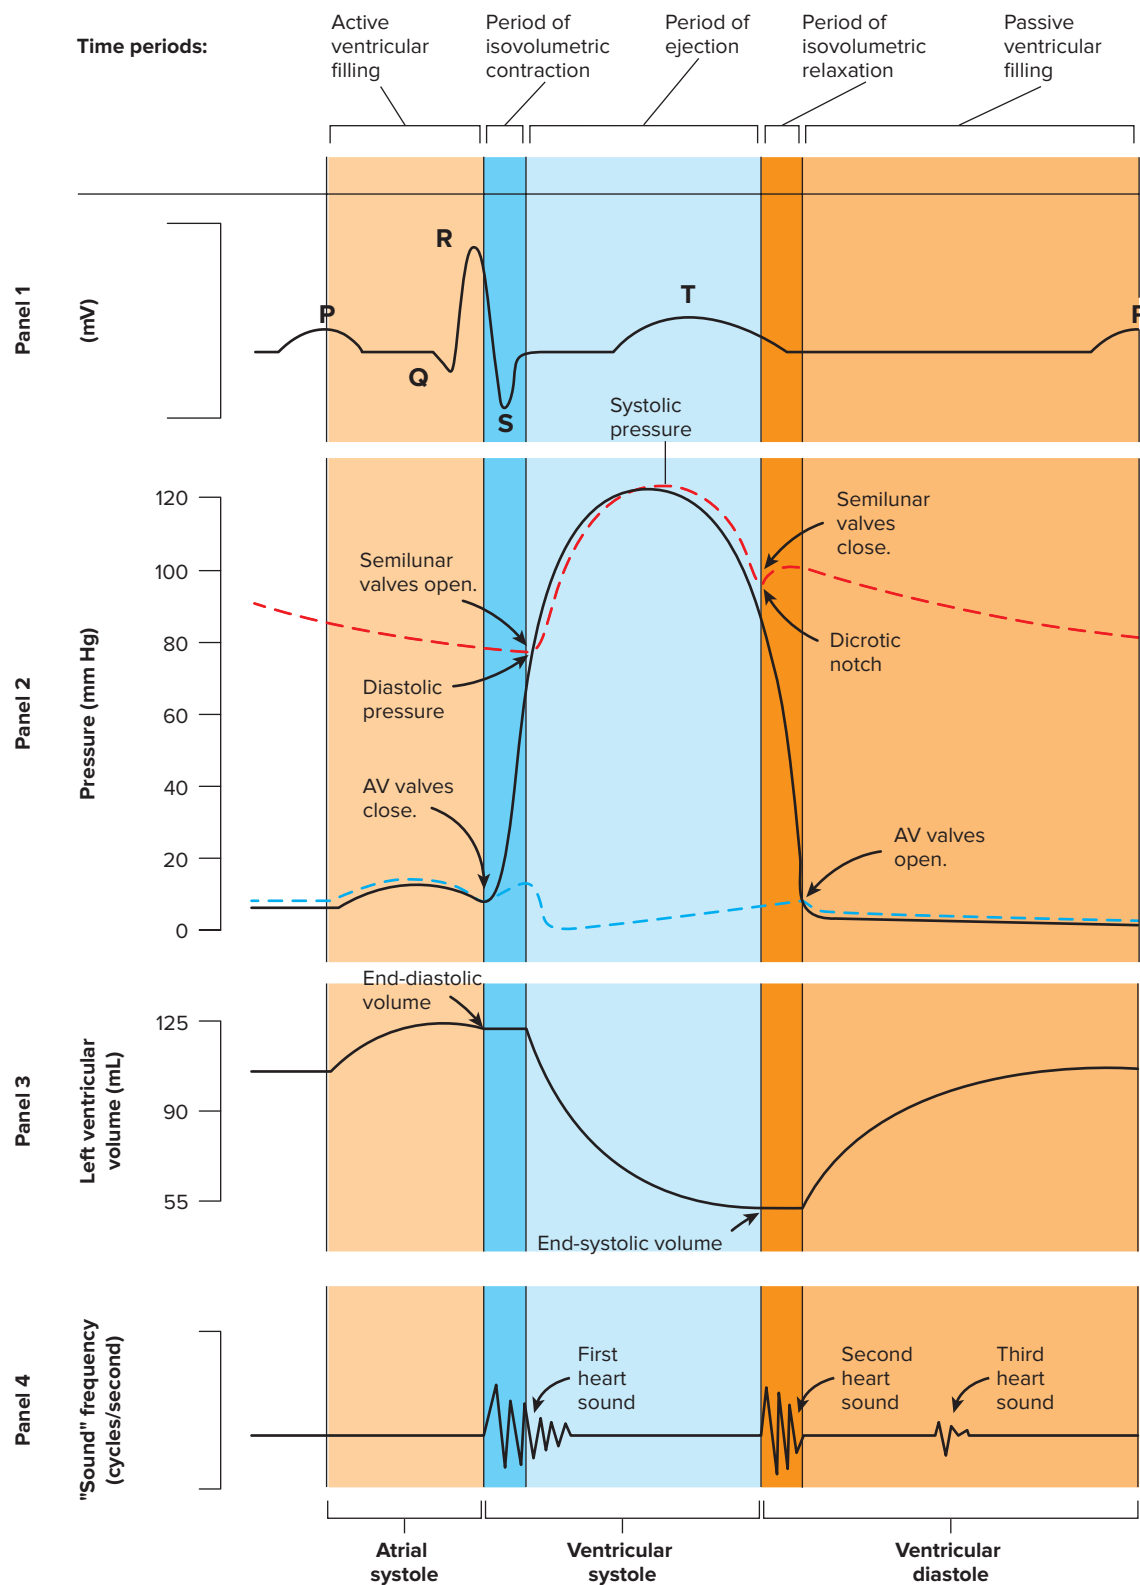 Time periods:
Active
ventricular
filling
Period of
isovolumetric
contraction
Period of
ejection
Period of
isovolumetric
relaxation
Passive
ventricular
filling
Panel 1
(mV)
P
Q
R
S
T
P
Panel 2
Pressure (mm Hg)
120
100
80
60
40
20
0
Systolic
pressure
Semilunar
valves open.
Diastolic
pressure
AV valves
close.
Semilunar
valves
close.
Dicrotic
notch
AV valves
open.
Panel 3
Left ventricular
volume (mL)
125
90
55
End-diastolic
volume
End-systolic volume
Panel 4
"Sound" frequency
(cycles/second)
First
heart
sound
Second
heart
sound
Third
heart
sound
Atrial
systole
Ventricular
systole
Ventricular
diastole